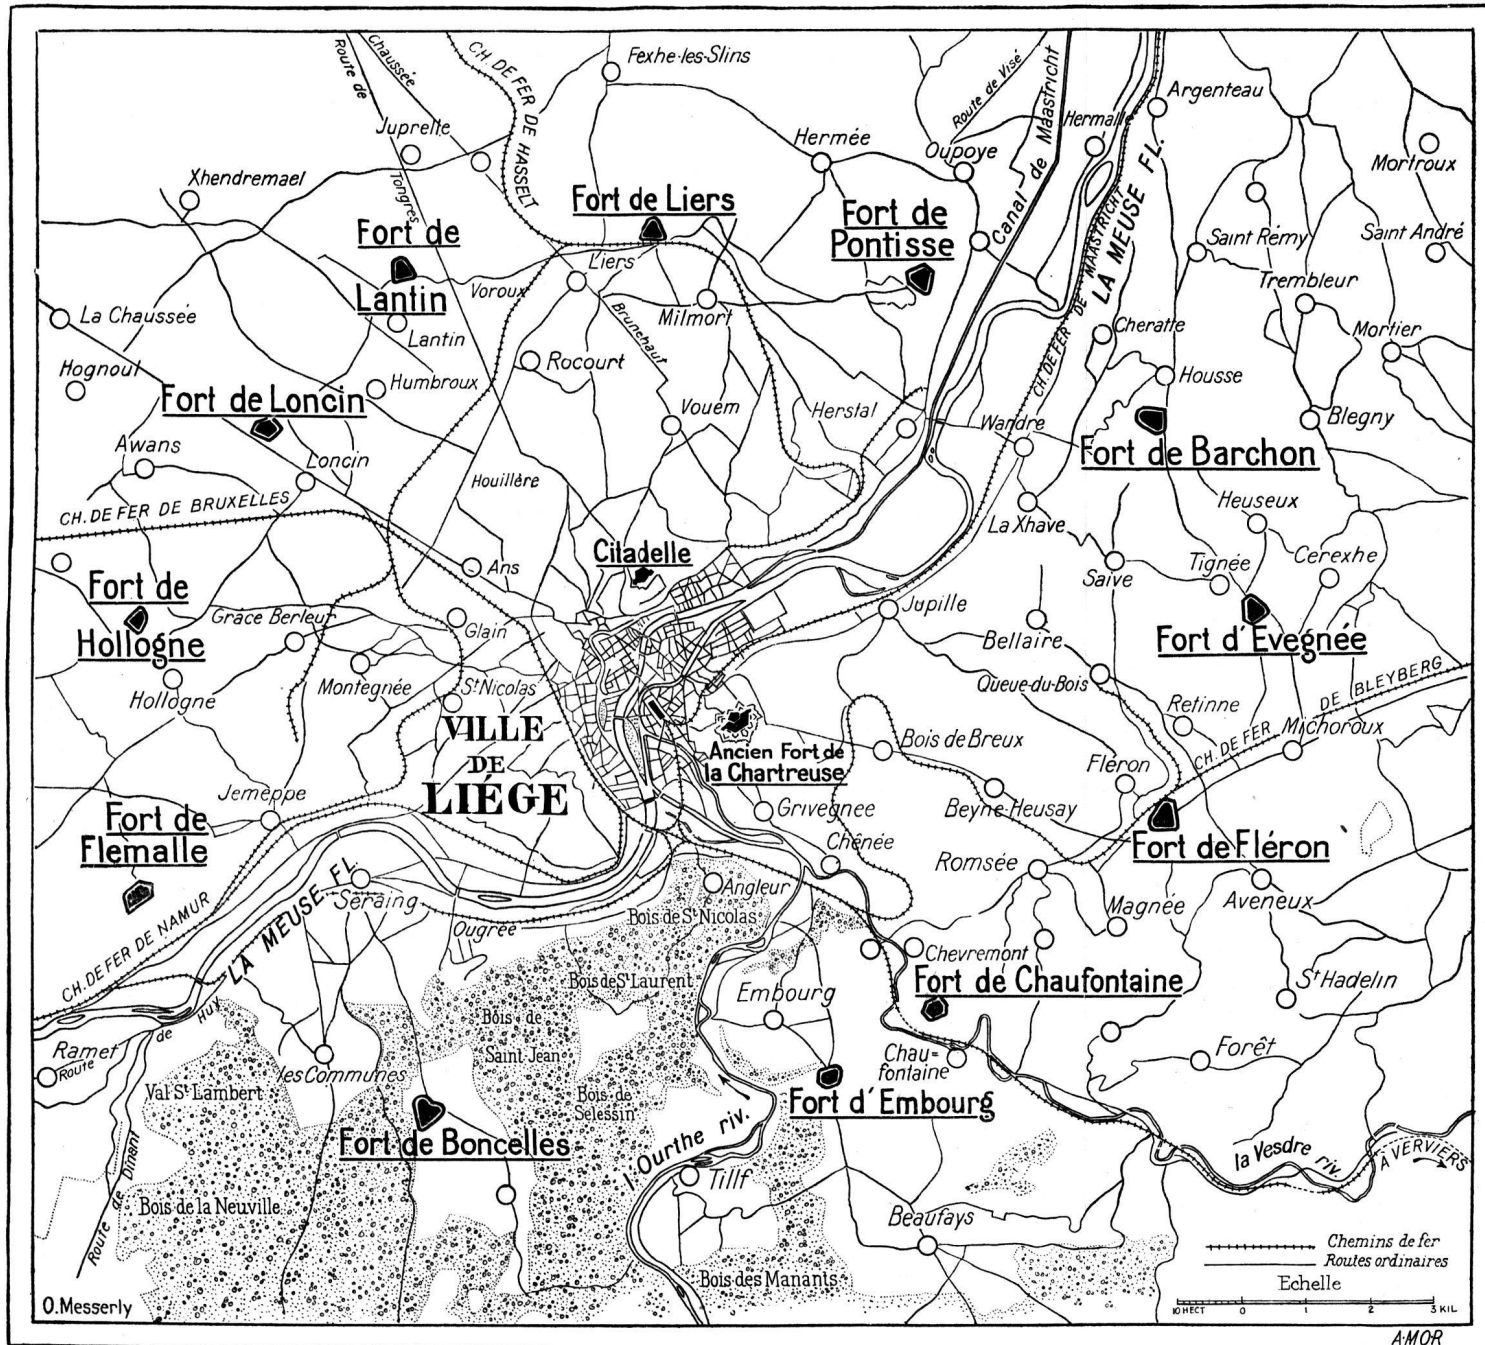 CH. DE FER DE HASSELT
Route de
Chaussée
Tongres
Fexhe-les-Slins
Route de Visé
Canal de Maastricht
Argenteau
Juprelle
Hermée
Oupoye
Hermalle
Mortroux
Xhendremael
Fort de
Lantin
Fort de Liers
Fort de
Pontisse
CH. DE FER DE MAASTRICHT
LA MEUSE FL.
Saint Rémy
Saint André
Liers
Voroux
Trembleur
La Chaussée
Lantin
Brunehaut
Milmort
Cheratte
Mortier
Hognoul
Humbroux
Rocourt
Housse
Fort de Loncin
Vouem
Herstal
Wandre
Blegny
Fort de Barchon
Awans
Loncin
Houillère
CH. DE FER DE BRUXELLES
La Xhave
Heuseux
Citadelle
Ans
Saive
Tignée
Cerexhe
Fort de
Hollogne
Grace Berleur
Glain
Jupille
Bellaire
Fort d'Evegnée
Hollogne
Montegnée
St Nicolas
Queue-du-Bois
Retinne
CH. DE FER DE BLEYBERG
Michoroux
VILLE
DE
LIÉGE
Ancien Fort de
la Chartreuse
Bois de Breux
Fléron
Jemeppe
Grivegnee
Beyne-Heusay
Fort de
Flemalle
Chênée
Romsée
Fort de Fléron
CH. DE FER DE NAMUR
LA MEUSE FL.
Seraing
Ougrée
Angleur
Bois de St Nicolas
Magnée
Aveneux
Chevremont
Bois de St Laurent
Embourg
Fort de Chaufontaine
St Hadelin
Bois de
Saint Jean
Ramet
Route de Huy
les Communes
Chau=
fontaine
Forêt
Val St Lambert
Bois de
Selessin
Fort d'Embourg
Fort de Boncelles
l'Ourthe riv.
la Vesdre riv.
A VERVIERS
Route de Dinant
Tillf
Bois de la Neuville
Beaufays
Bois des Manants
Chemins de fer
Routes ordinaires
Echelle
10 HECT 0 1 2 3 KIL
O. Messerly
A·MOR